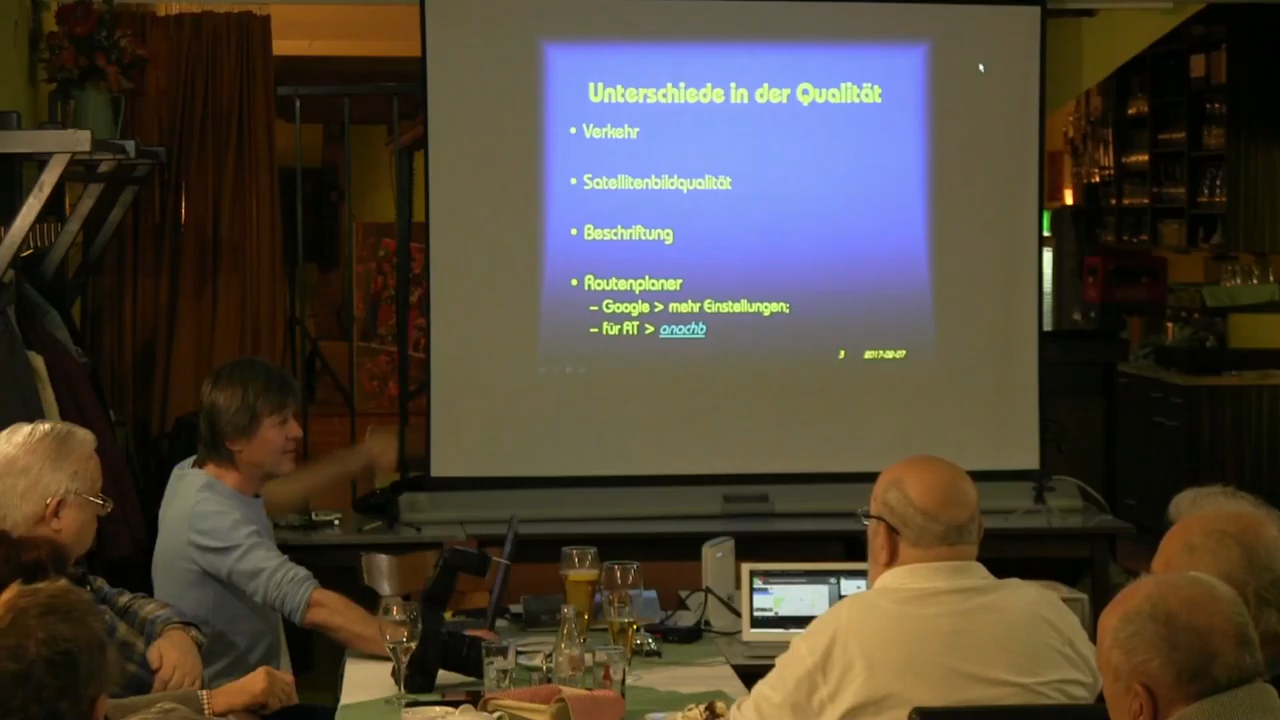 Unterschiede in der Qualität
• Verkehr
• Satellitenbildqualität
• Beschriftung
• Routenplaner
– Google > mehr Einstellungen;
– für AT > anachb
3 2017-02-07